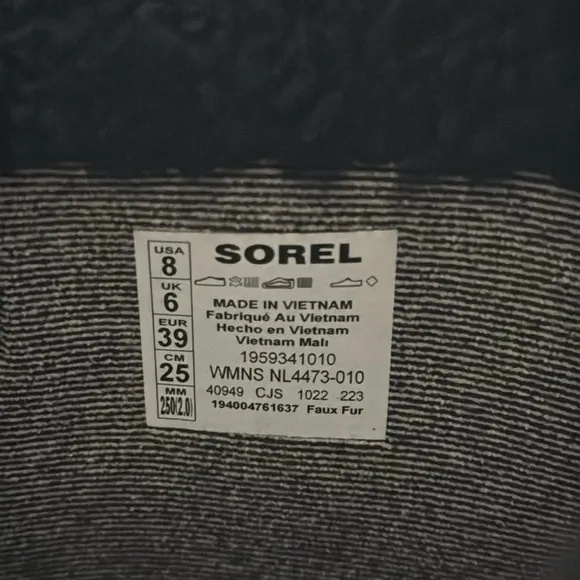 USA
8
UK
6
EUR
39
CM
25
MM
250(2.0)
SOREL
MADE IN VIETNAM
Fabriqué Au Vietnam
Hecho en Vietnam
Vietnam Malı
1959341010
WMNS NL4473-010
40949 CJS 1022 223
194004761637 Faux Fur